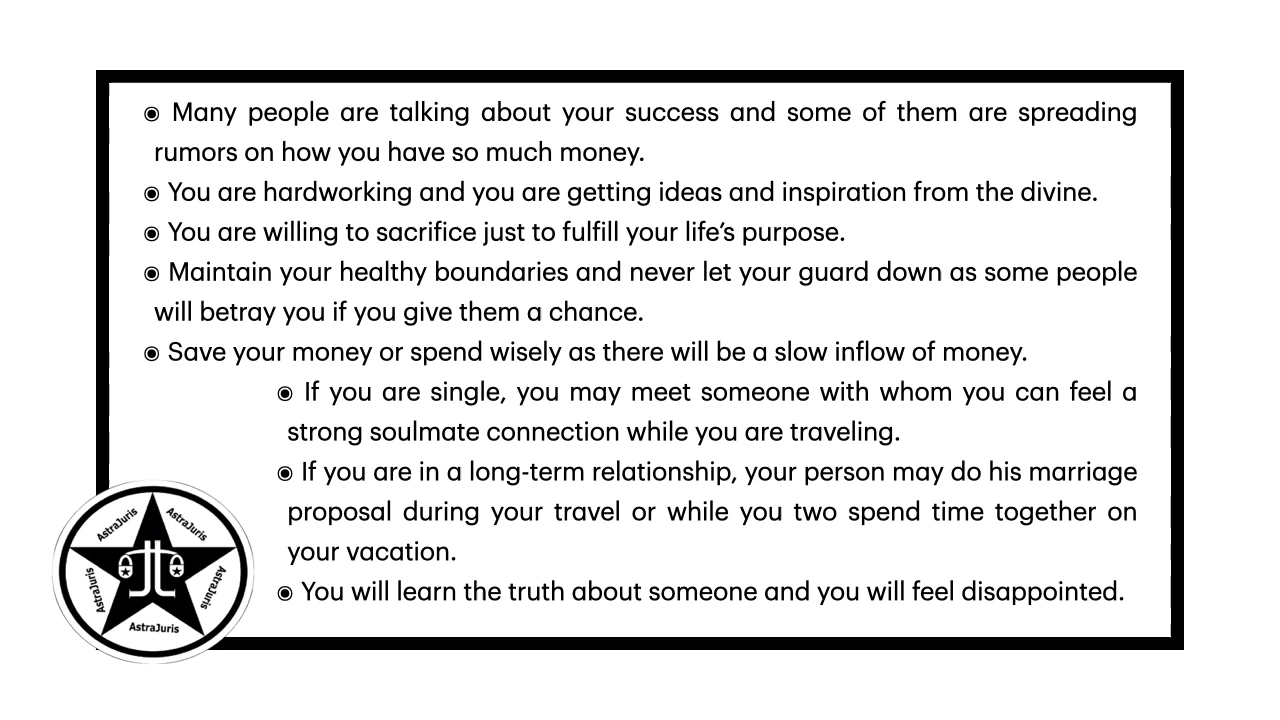 ◉ Many people are talking about your success and some of them are spreading
rumors on how you have so much money.
◉ You are hardworking and you are getting ideas and inspiration from the divine.
◉ You are willing to sacrifice just to fulfill your life’s purpose.
◉ Maintain your healthy boundaries and never let your guard down as some people
will betray you if you give them a chance.
◉ Save your money or spend wisely as there will be a slow inflow of money.
◉ If you are single, you may meet someone with whom you can feel a
strong soulmate connection while you are traveling.
◉ If you are in a long-term relationship, your person may do his marriage
proposal during your travel or while you two spend time together on
your vacation.
◉ You will learn the truth about someone and you will feel disappointed.
AstraJuris
AstraJuris
AstraJuris
AstraJuris
AstraJuris